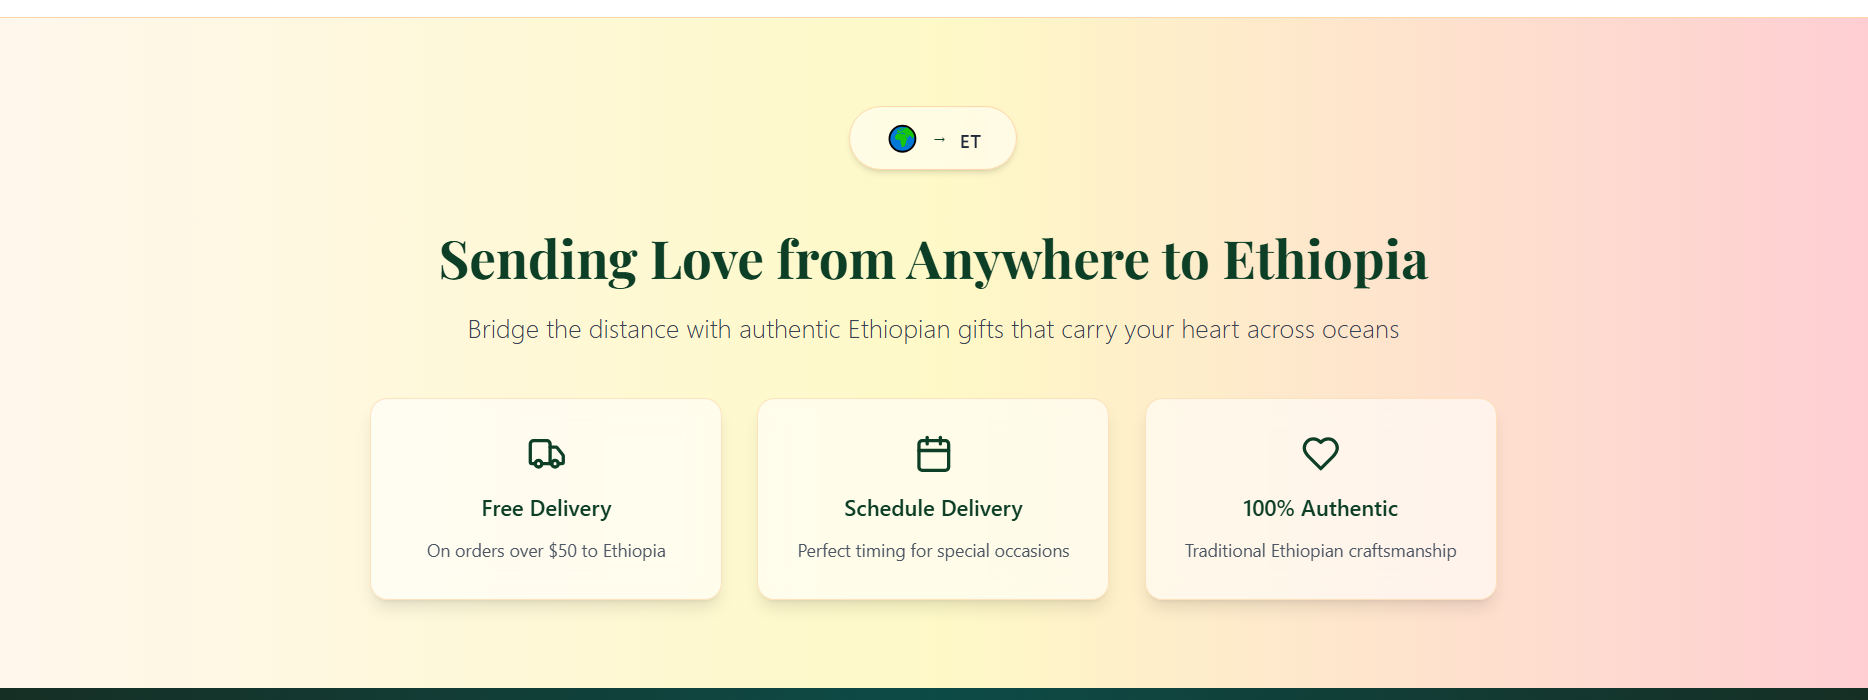 → ET
Sending Love from Anywhere to Ethiopia
Bridge the distance with authentic Ethiopian gifts that carry your heart across oceans
Free Delivery
On orders over $50 to Ethiopia
Schedule Delivery
Perfect timing for special occasions
100% Authentic
Traditional Ethiopian craftsmanship